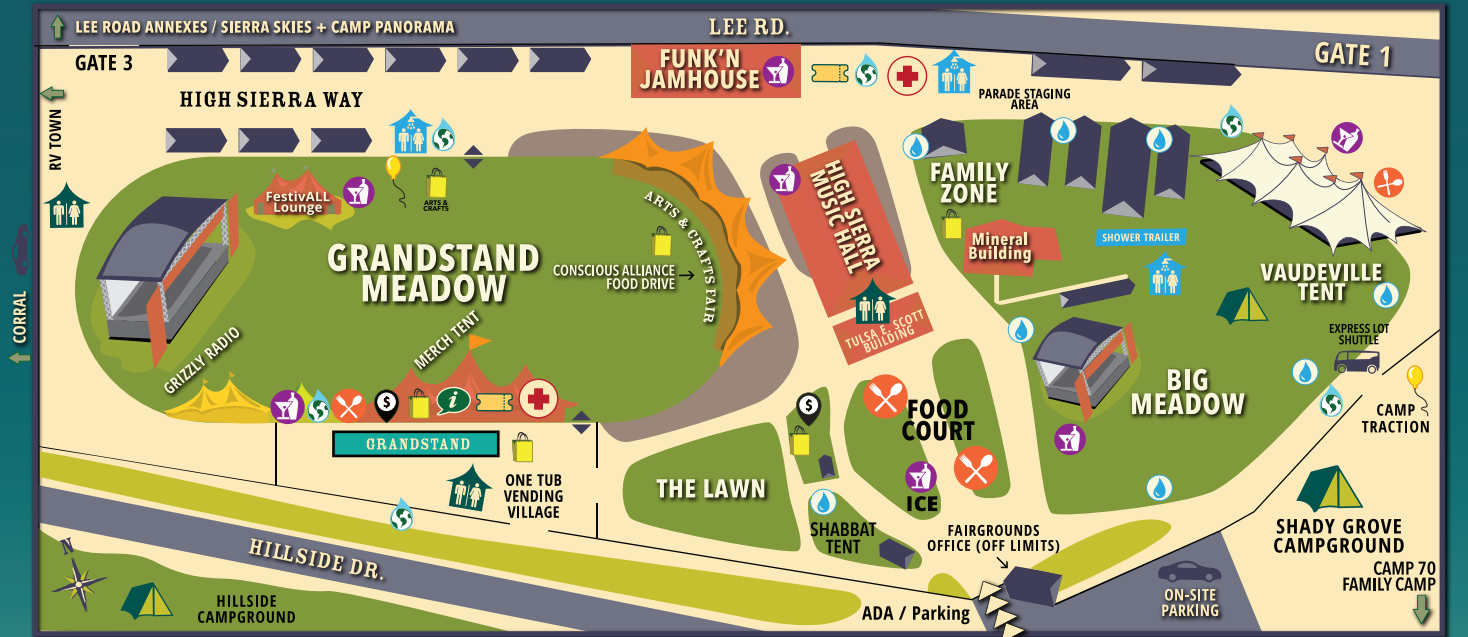 LEE ROAD ANNEXES / SIERRA SKIES + CAMP PANORAMA
LEE RD.
GATE 3
GATE 1
FUNK'N
JAMHOUSE
HIGH SIERRA WAY
PARADE STAGING
AREA
RV TOWN
CORRAL
FestivALL
Lounge
ARTS &
CRAFTS
GRANDSTAND
MEADOW
CONSCIOUS ALLIANCE
FOOD DRIVE
ARTS & CRAFTS FAIR
HIGH SIERRA
MUSIC HALL
TULSA E. SCOTT
BUILDING
FAMILY
ZONE
Mineral
Building
SHOWER TRAILER
VAUDEVILLE
TENT
EXPRESS LOT
SHUTTLE
GRIZZLY RADIO
MERCH TENT
$
i
GRANDSTAND
ONE TUB
VENDING
VILLAGE
THE LAWN
$
FOOD
COURT
ICE
SHABBAT
TENT
BIG
MEADOW
CAMP
TRACTION
FAIRGROUNDS
OFFICE (OFF LIMITS)
SHADY GROVE
CAMPGROUND
CAMP 70
FAMILY CAMP
ON-SITE
PARKING
ADA / Parking
HILLSIDE DR.
N
HILLSIDE
CAMPGROUND